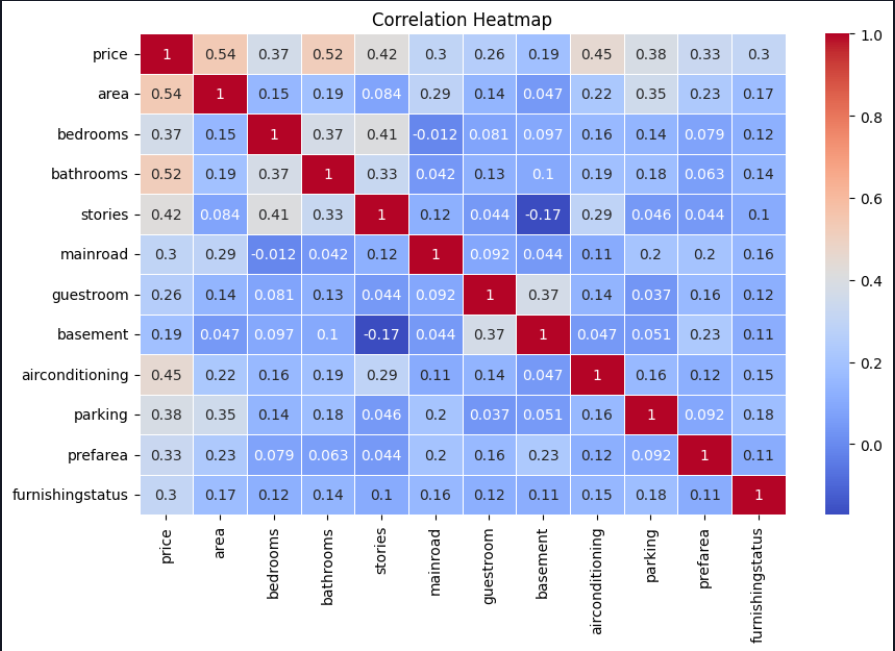 Correlation Heatmap
price 1 0.54 0.37 0.52 0.42 0.3 0.26 0.19 0.45 0.38 0.33 0.3
area 0.54 1 0.15 0.19 0.084 0.29 0.14 0.047 0.22 0.35 0.23 0.17
bedrooms 0.37 0.15 1 0.37 0.41 -0.012 0.081 0.097 0.16 0.14 0.079 0.12
bathrooms 0.52 0.19 0.37 1 0.33 0.042 0.13 0.1 0.19 0.18 0.063 0.14
stories 0.42 0.084 0.41 0.33 1 0.12 0.044 -0.17 0.29 0.046 0.044 0.1
mainroad 0.3 0.29 -0.012 0.042 0.12 1 0.092 0.044 0.11 0.2 0.2 0.16
guestroom 0.26 0.14 0.081 0.13 0.044 0.092 1 0.37 0.14 0.037 0.16 0.12
basement 0.19 0.047 0.097 0.1 -0.17 0.044 0.37 1 0.047 0.051 0.23 0.11
airconditioning 0.45 0.22 0.16 0.19 0.29 0.11 0.14 0.047 1 0.16 0.12 0.15
parking 0.38 0.35 0.14 0.18 0.046 0.2 0.037 0.051 0.16 1 0.092 0.18
prefarea 0.33 0.23 0.079 0.063 0.044 0.2 0.16 0.23 0.12 0.092 1 0.11
furnishingstatus 0.3 0.17 0.12 0.14 0.1 0.16 0.12 0.11 0.15 0.18 0.11 1
price area bedrooms bathrooms stories mainroad guestroom basement airconditioning parking prefarea furnishingstatus
1.0
0.8
0.6
0.4
0.2
0.0